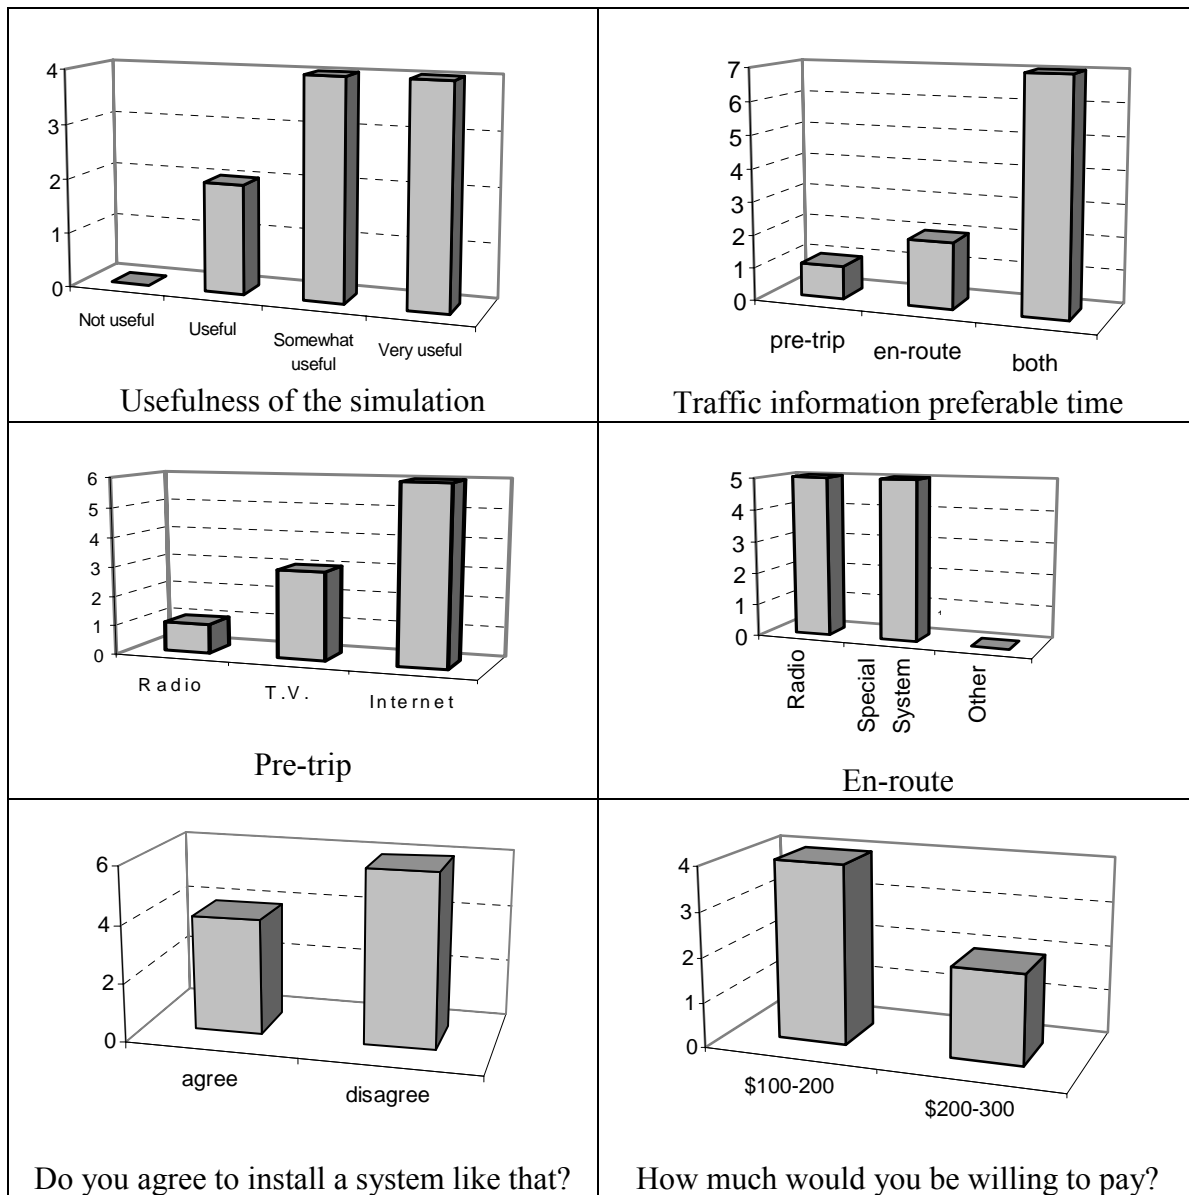 4
3
2
1
0
Not useful
Useful
Somewhat
useful
Very useful
Usefulness of the simulation
7
6
5
4
3
2
1
0
pre-trip
en-route
both
Traffic information preferable time
6
5
4
3
2
1
0
Radio
T.V.
Internet
Pre-trip
5
4
3
2
1
0
Radio
Special
System
Other
En-route
6
4
2
0
agree
disagree
Do you agree to install a system like that?
4
3
2
1
0
$100-200
$200-300
How much would you be willing to pay?